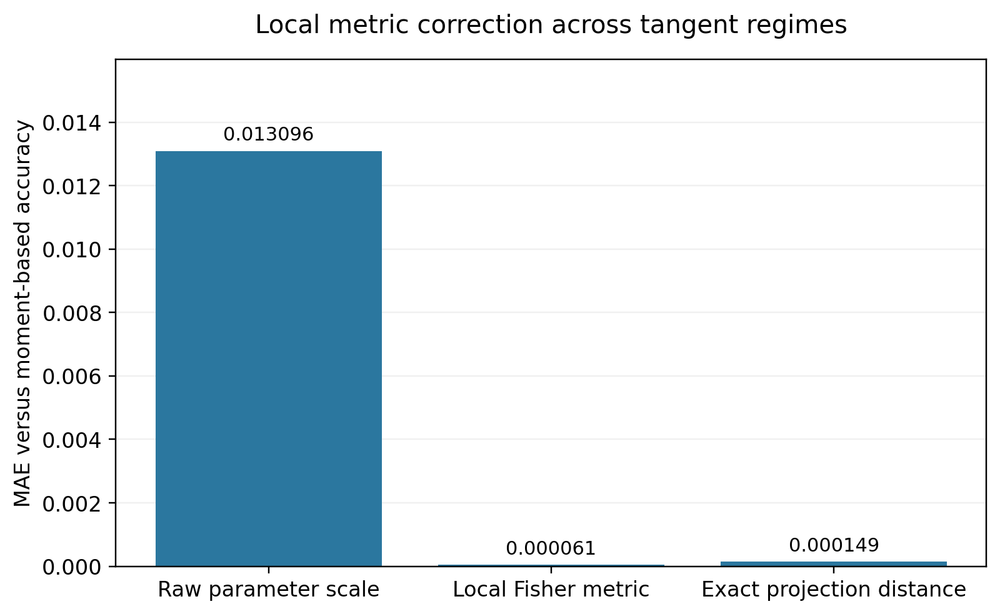 Local metric correction across tangent regimes
MAE versus moment-based accuracy
0.014
0.012
0.010
0.008
0.006
0.004
0.002
0.000
0.013096
0.000061
0.000149
Raw parameter scale
Local Fisher metric
Exact projection distance